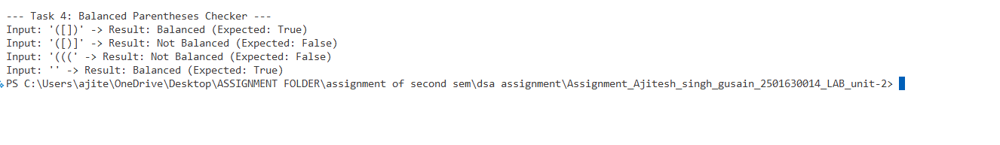 --- Task 4: Balanced Parentheses Checker ---
Input: '([])' -> Result: Balanced (Expected: True)
Input: '([)]' -> Result: Not Balanced (Expected: False)
Input: '(((' -> Result: Not Balanced (Expected: False)
Input: '' -> Result: Balanced (Expected: True)
PS C:\Users\ajite\OneDrive\Desktop\ASSIGNMENT FOLDER\assignment of second sem\dsa assignment\Assignment_Ajitesh_singh_gusain_2501630014_LAB_unit-2>